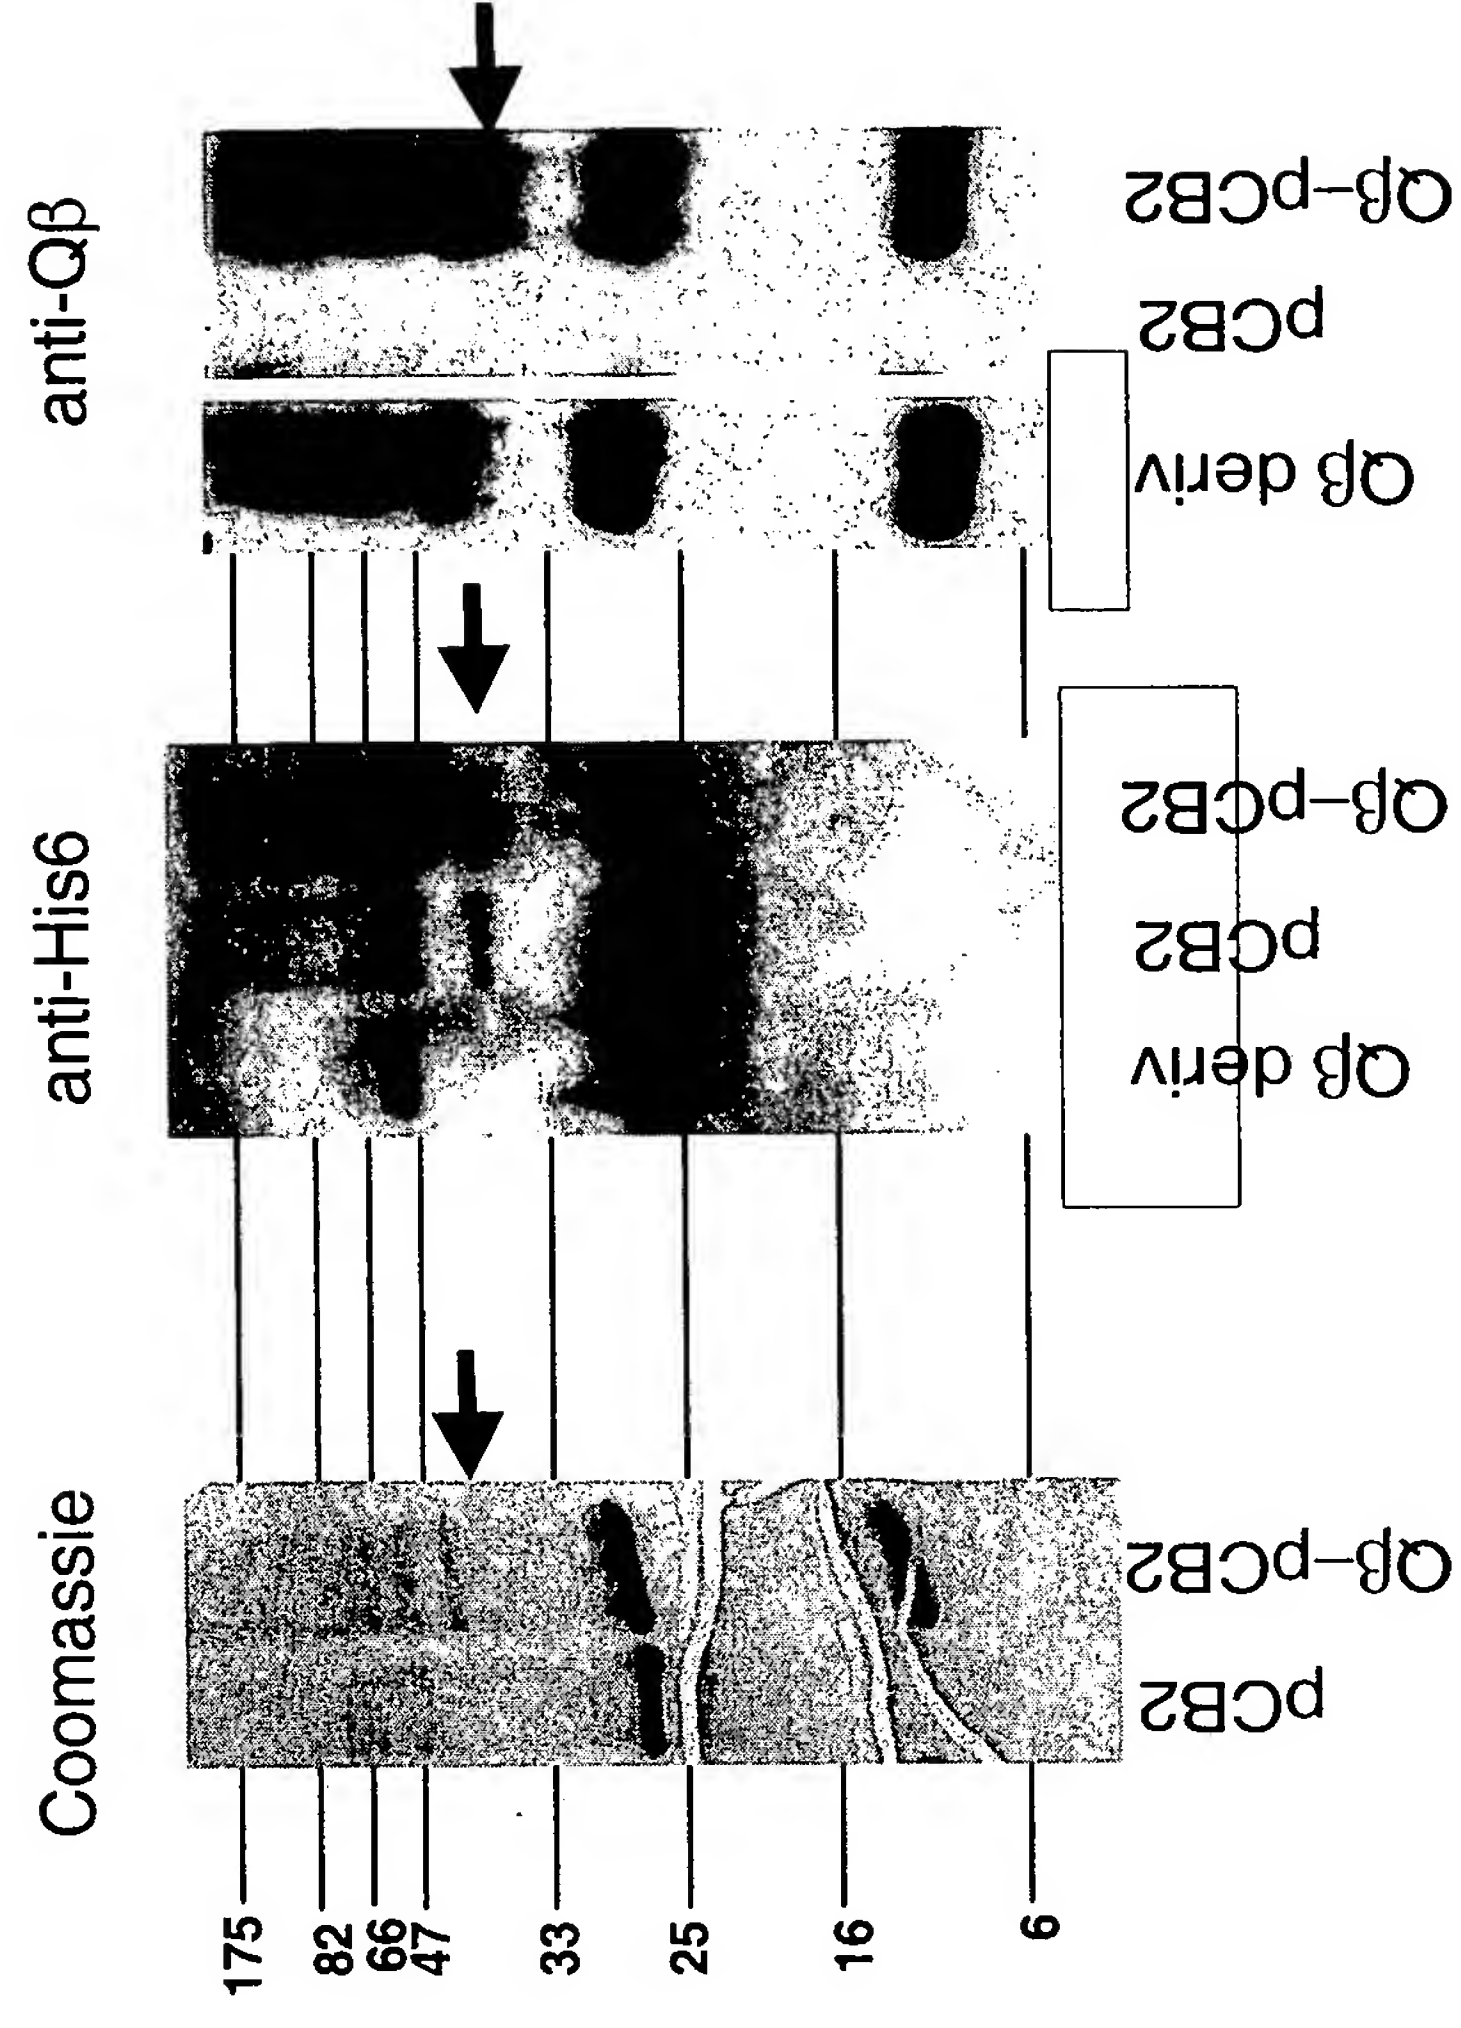 Coomassie
anti-His6
anti-Qβ
175
82
66
47
33
25
16
6
pCB2
Qβ-pCB2
Qβ deriv
pCB2
Qβ-pCB2
Qβ deriv
pCB2
Qβ-pCB2